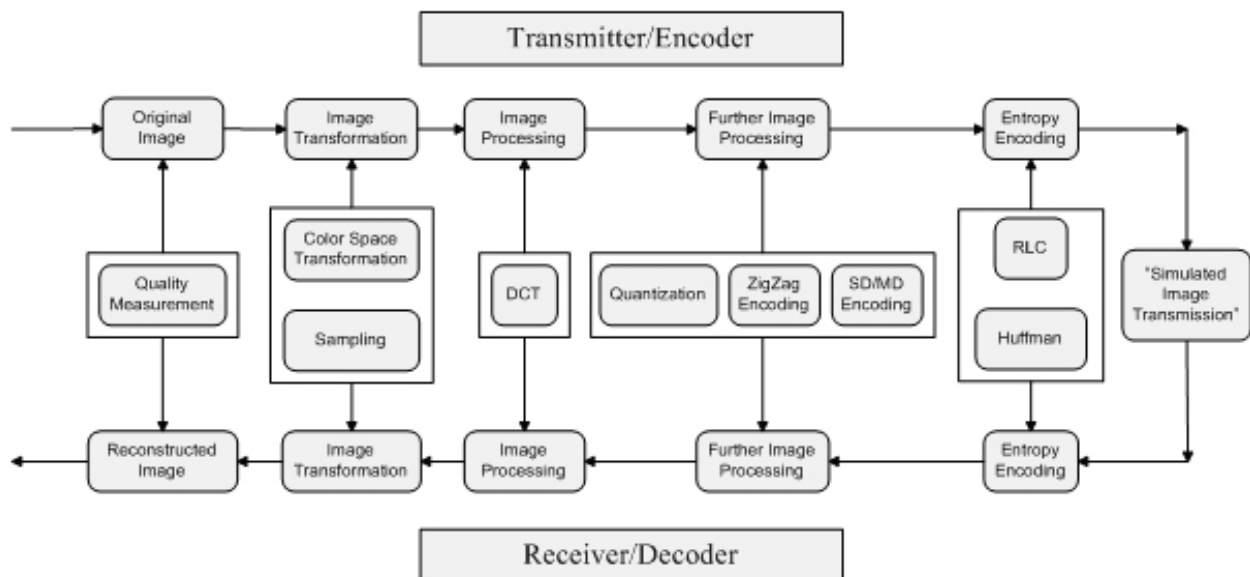 Transmitter/Encoder
Original
Image
Image
Transformation
Image
Processing
Further Image
Processing
Entropy
Encoding
Quality
Measurement
Color Space
Transformation
Sampling
DCT
Quantization
ZigZag
Encoding
SD/MD
Encoding
RLC
Huffman
"Simulated
Image
Transmission"
Reconstructed
Image
Image
Transformation
Image
Processing
Further Image
Processing
Entropy
Encoding
Receiver/Decoder